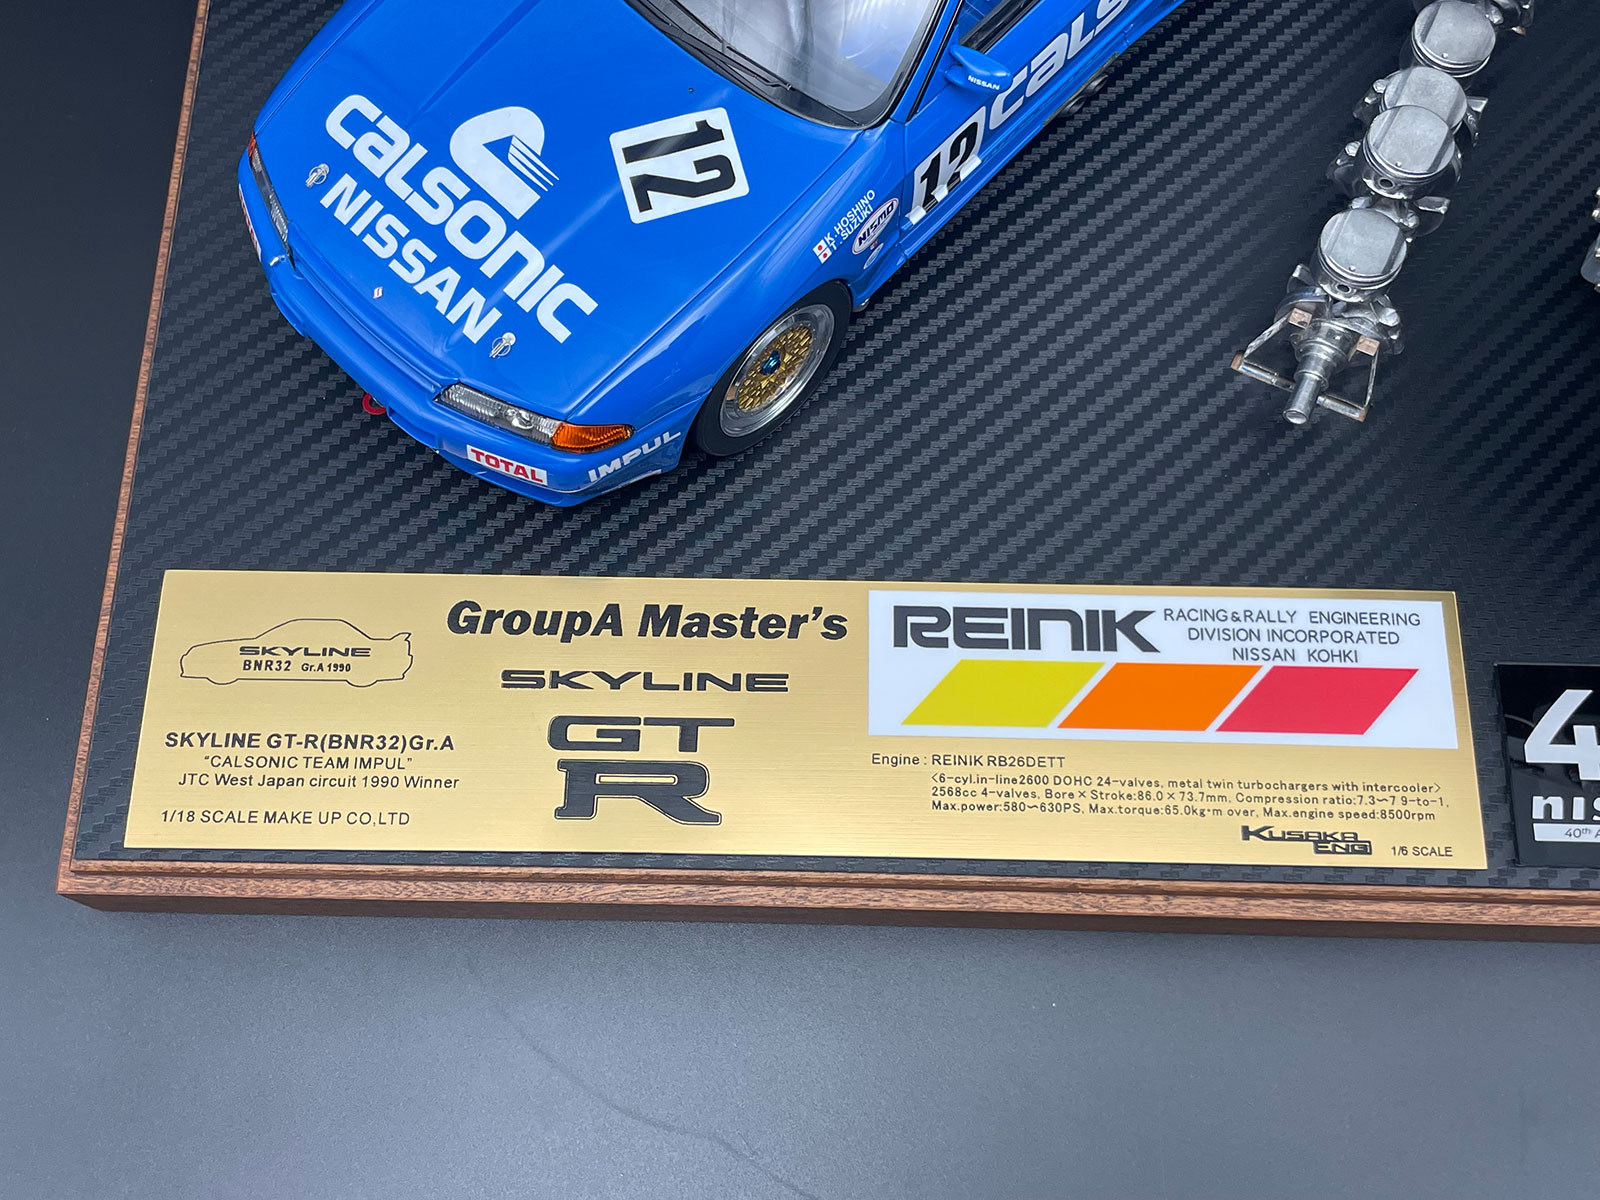 CALSONIC
NISSAN
12
NISSAN
12
K. HOSHINO
T. SUZUKI
NISMO
TOTAL
IMPUL
SKYLINE
BNR32 Gr.A 1990
SKYLINE GT-R(BNR32)Gr.A
"CALSONIC TEAM IMPUL"
JTC West Japan circuit 1990 Winner
1/18 SCALE MAKE UP CO,LTD
GroupA Master's
SKYLINE
GT
R
REINIK
RACING&RALLY ENGINEERING
DIVISION INCORPORATED
NISSAN KOHKI
Engine : REINIK RB26DETT
<6-cyl.in-line2600 DOHC 24-valves, metal twin turbochargers with intercooler>
2568cc 4-valves, Bore×Stroke:86.0×73.7mm, Compression ratio:7.3〜7 9-to-1,
Max.power:580〜630PS, Max.torque:65.0kg·m over, Max.engine speed:8500rpm
KUSAKA
ENG
1/6 SCALE
4
40th